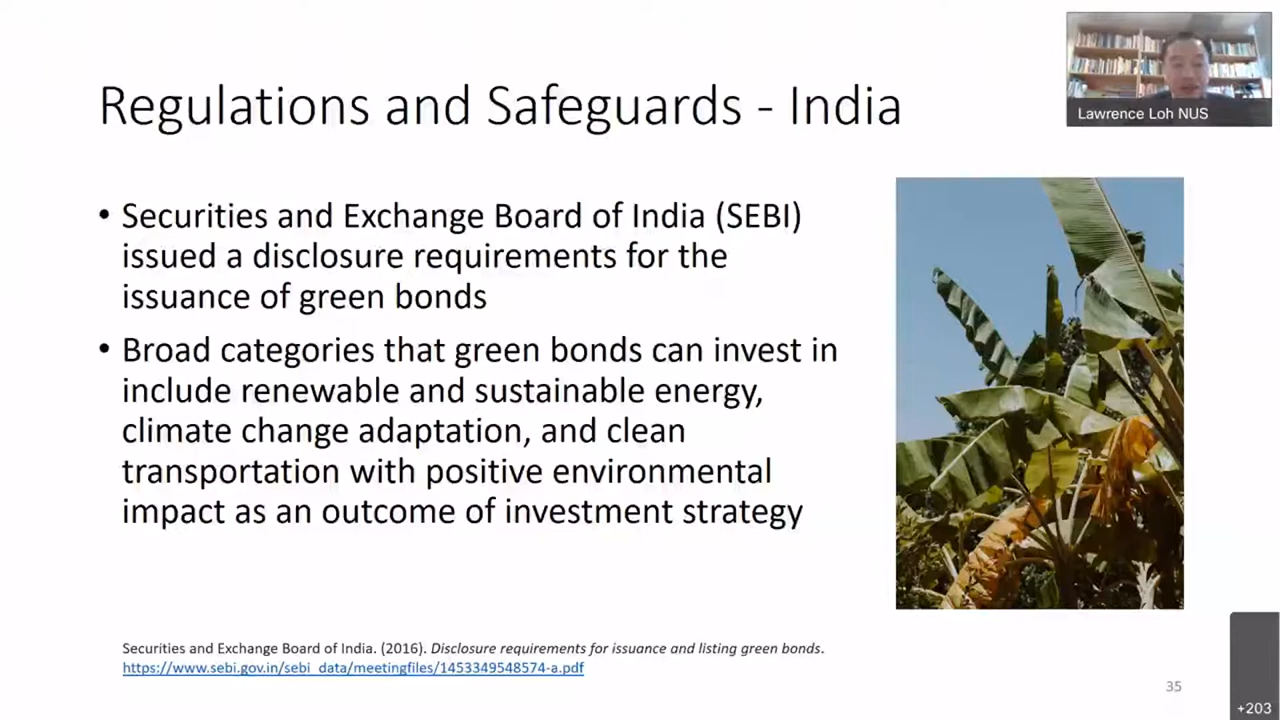 Regulations and Safeguards - India
Lawrence Loh NUS
• Securities and Exchange Board of India (SEBI)
issued a disclosure requirements for the
issuance of green bonds
• Broad categories that green bonds can invest in
include renewable and sustainable energy,
climate change adaptation, and clean
transportation with positive environmental
impact as an outcome of investment strategy
Securities and Exchange Board of India. (2016). Disclosure requirements for issuance and listing green bonds.
https://www.sebi.gov.in/sebi_data/meetingfiles/1453349548574-a.pdf
35
+203